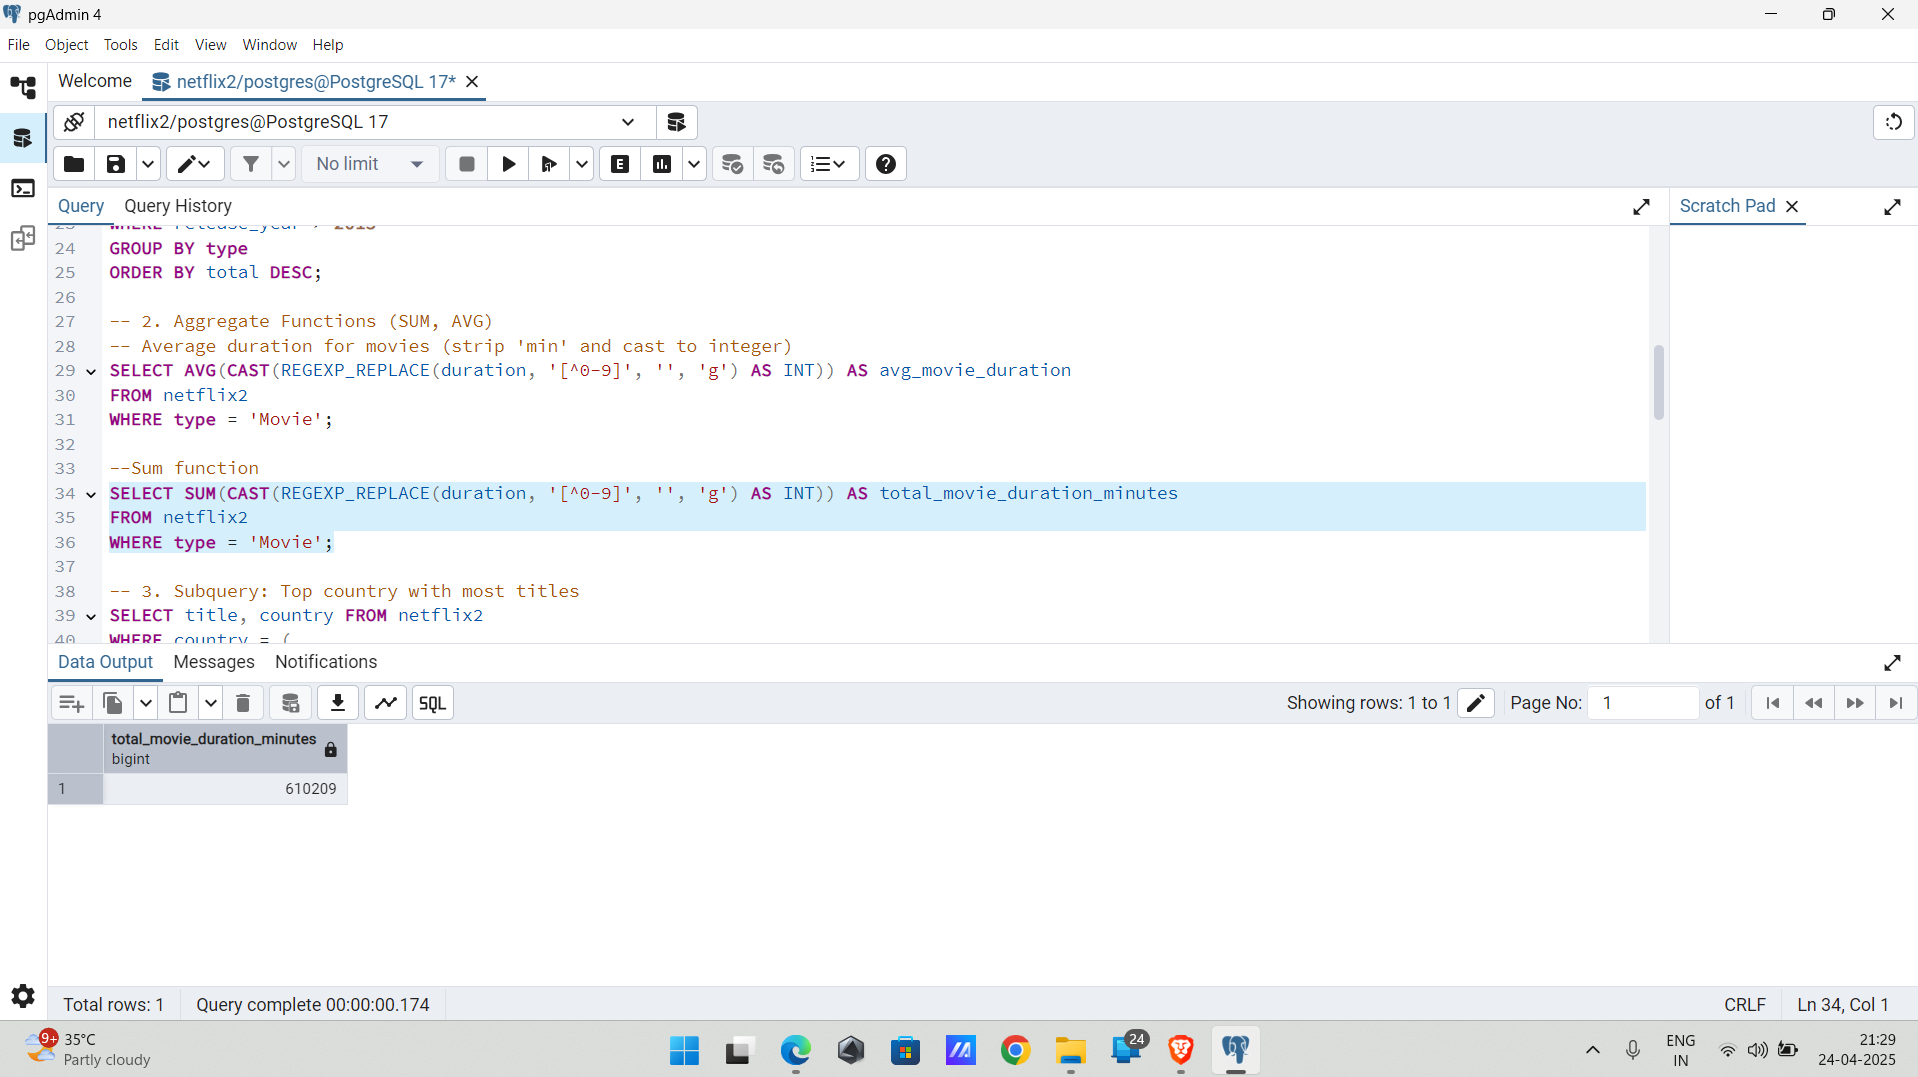 pgAdmin 4
File Object Tools Edit View Window Help
Welcome netflix2/postgres@PostgreSQL 17*
netflix2/postgres@PostgreSQL 17
No limit E
Query Query History Scratch Pad
23 WHERE release_year > 2015
24 GROUP BY type
25 ORDER BY total DESC;
26
27 -- 2. Aggregate Functions (SUM, AVG)
28 -- Average duration for movies (strip 'min' and cast to integer)
29 SELECT AVG(CAST(REGEXP_REPLACE(duration, '[^0-9]', '', 'g') AS INT)) AS avg_movie_duration
30 FROM netflix2
31 WHERE type = 'Movie';
32
33 --Sum function
34 SELECT SUM(CAST(REGEXP_REPLACE(duration, '[^0-9]', '', 'g') AS INT)) AS total_movie_duration_minutes
35 FROM netflix2
36 WHERE type = 'Movie';
37
38 -- 3. Subquery: Top country with most titles
39 SELECT title, country FROM netflix2
40 WHERE country = (
Data Output Messages Notifications
SQL Showing rows: 1 to 1 Page No: 1 of 1
total_movie_duration_minutes
bigint
1 610209
Total rows: 1 Query complete 00:00:00.174 CRLF Ln 34, Col 1
9+ 35°C
Partly cloudy
24
ENG
IN
21:29
24-04-2025